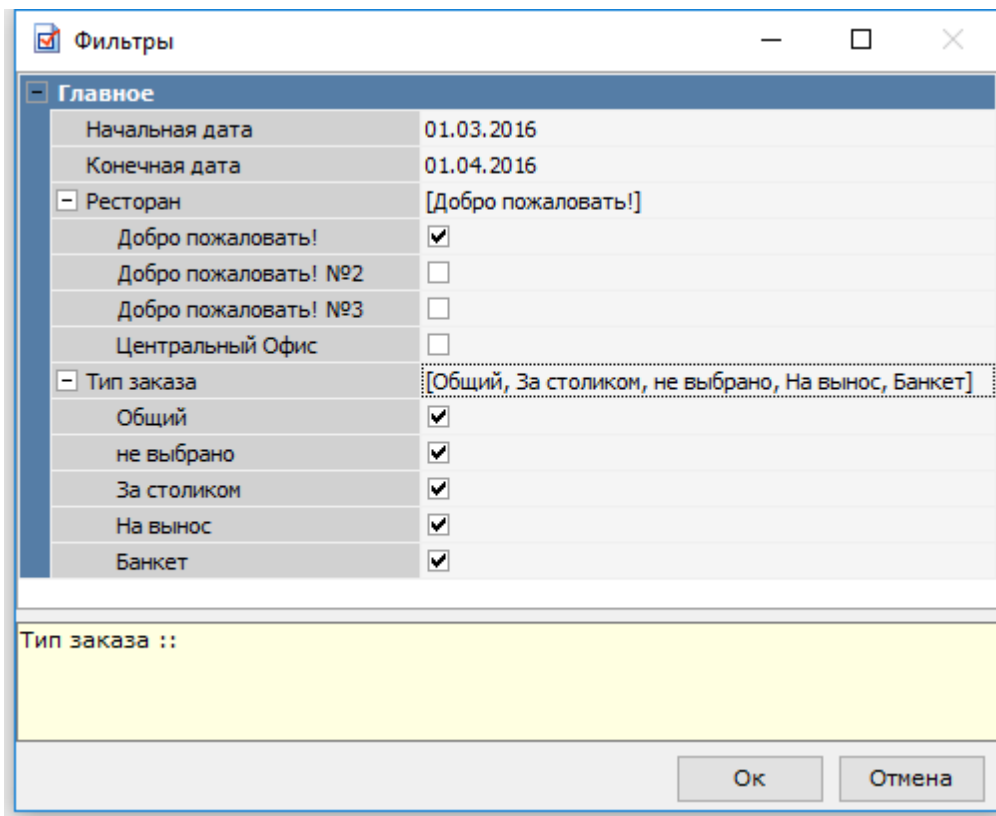 Фильтры
Главное
Начальная дата 01.03.2016
Конечная дата 01.04.2016
Ресторан [Добро пожаловать!]
Добро пожаловать!
Добро пожаловать! №2
Добро пожаловать! №3
Центральный Офис
Тип заказа [Общий, За столиком, не выбрано, На вынос, Банкет]
Общий
не выбрано
За столиком
На вынос
Банкет
Тип заказа ::
Ок Отмена